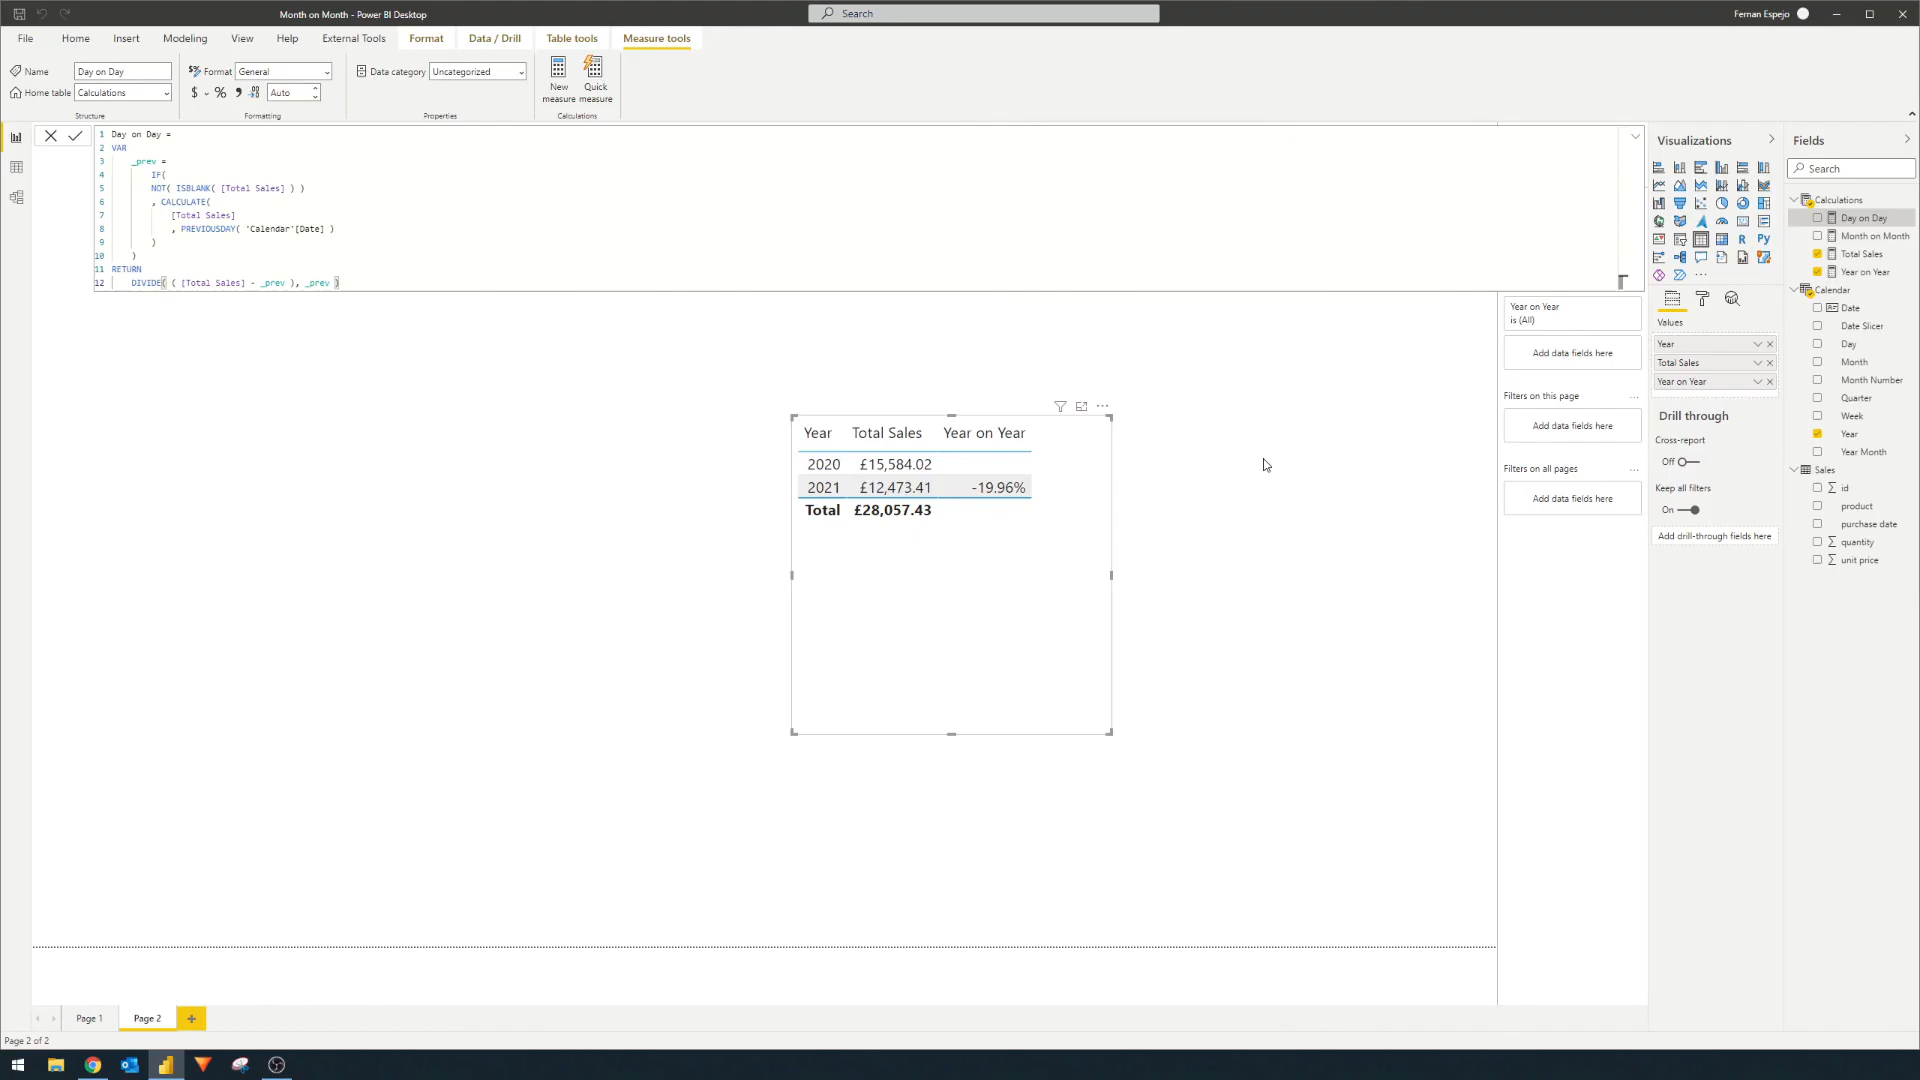 Month on Month - Power BI Desktop
Search
Fernan Espejo
File
Home
Insert
Modeling
View
Help
External Tools
Format
Data / Drill
Table tools
Measure tools
Name
Day on Day
Home table
Calculations
Structure
Format
General
$
%
Auto
Formatting
Data category
Uncategorized
Properties
New
measure
Quick
measure
Calculations
1 Day on Day =
2 VAR
3 _prev =
4 IF(
5 NOT( ISBLANK( [Total Sales] ) )
6 , CALCULATE(
7 [Total Sales]
8 , PREVIOUSDAY( 'Calendar'[Date] )
9 )
10 )
11 RETURN
12 DIVIDE( ( [Total Sales] - _prev ), _prev )
Year Total Sales Year on Year
2020 £15,584.02
2021 £12,473.41 -19.96%
Total £28,057.43
Year on Year
is (All)
Add data fields here
Filters on this page
Add data fields here
Filters on all pages
Add data fields here
Visualizations
R
Py
Values
Year
Total Sales
Year on Year
Drill through
Cross-report
Off
Keep all filters
On
Add drill-through fields here
Fields
Search
Calculations
Day on Day
Month on Month
Total Sales
Year on Year
Calendar
Date
Date Slicer
Day
Month
Month Number
Quarter
Week
Year
Year Month
Sales
id
product
purchase date
quantity
unit price
Page 1
Page 2
Page 2 of 2